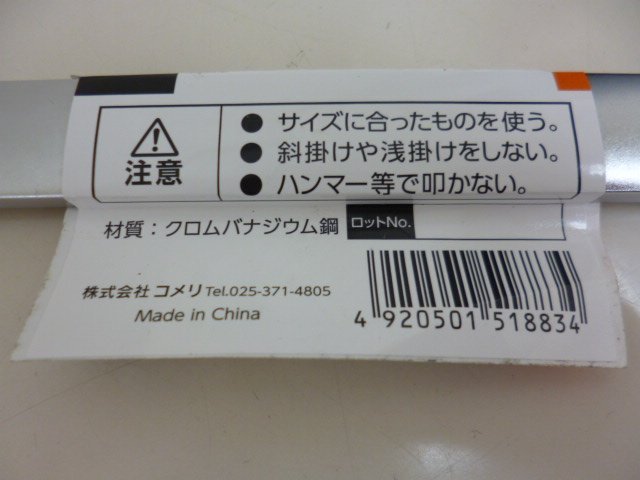 注意
● サイズに合ったものを使う。
● 斜掛けや浅掛けをしない。
● ハンマー等で叩かない。
材質：クロムバナジウム鋼 ロットNo.
株式会社 コメリ Tel.025-371-4805
Made in China
4 920501 518834